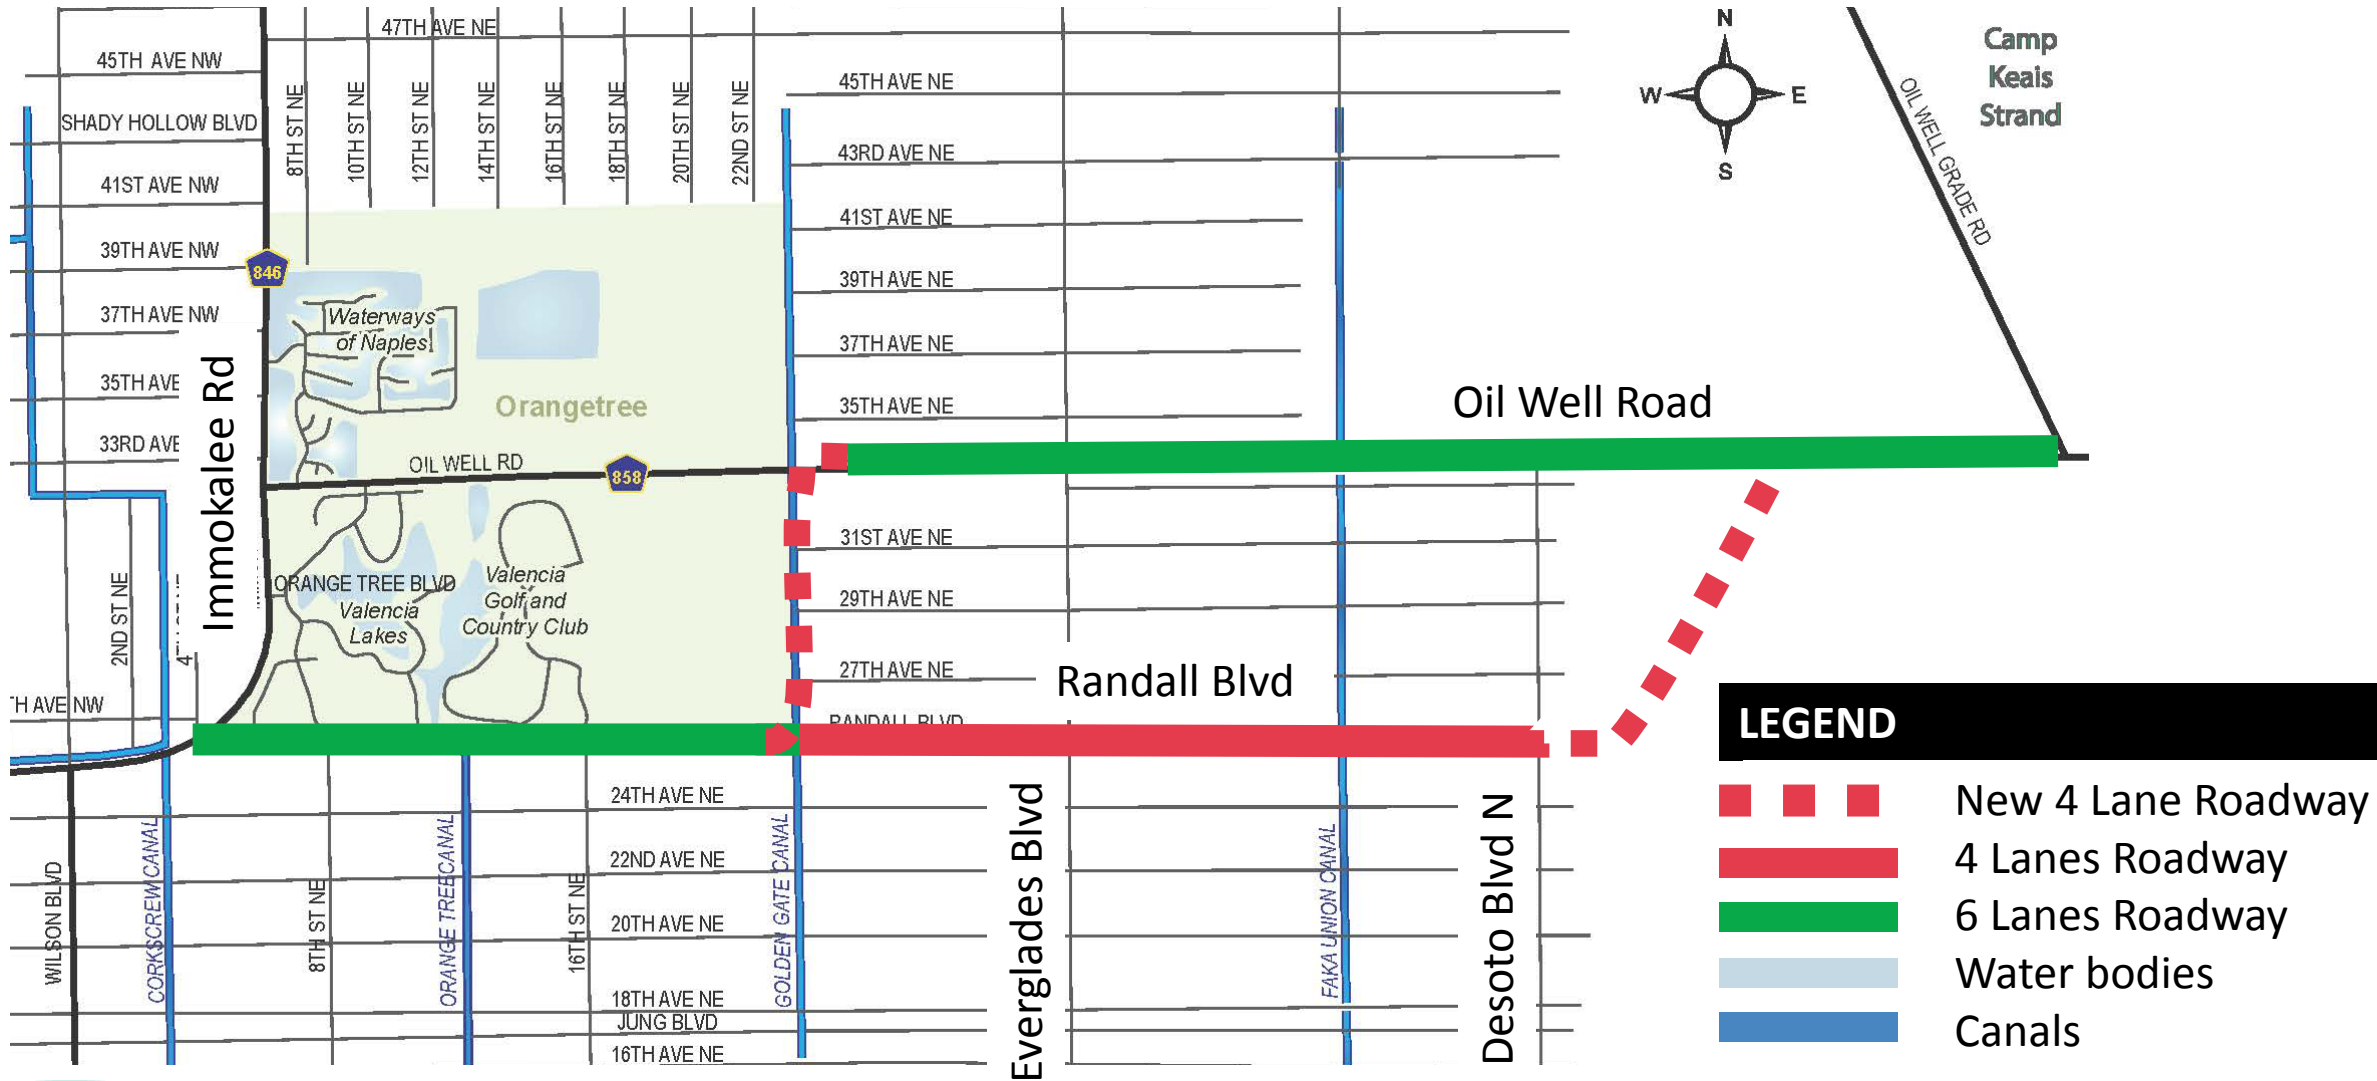 47TH AVE NE
45TH AVE NW
SHADY HOLLOW BLVD
41ST AVE NW
39TH AVE NW
37TH AVE NW
35TH AVE
33RD AVE
846
Immokalee Rd
8TH ST NE
10TH ST NE
12TH ST NE
14TH ST NE
16TH ST NE
18TH ST NE
20TH ST NE
22ND ST NE
45TH AVE NE
43RD AVE NE
41ST AVE NE
39TH AVE NE
37TH AVE NE
35TH AVE NE
N
W
E
S
Camp
Keais
Strand
OIL WELL GRADE RD
Waterways
of Naples
Orangetree
Oil Well Road
OIL WELL RD
858
31ST AVE NE
29TH AVE NE
27TH AVE NE
RANDALL BLVD
Randall Blvd
ORANGE TREE BLVD
Valencia
Lakes
Valencia
Golf and
Country Club
2ND ST NE
TH AVE NW
24TH AVE NE
22ND AVE NE
20TH AVE NE
18TH AVE NE
JUNG BLVD
16TH AVE NE
WILSON BLVD
CORKSCREW CANAL
8TH ST NE
ORANGE TREE CANAL
16TH ST NE
GOLDEN GATE CANAL
Everglades Blvd
FAKA UNION CANAL
Desoto Blvd N
LEGEND
New 4 Lane Roadway
4 Lanes Roadway
6 Lanes Roadway
Water bodies
Canals